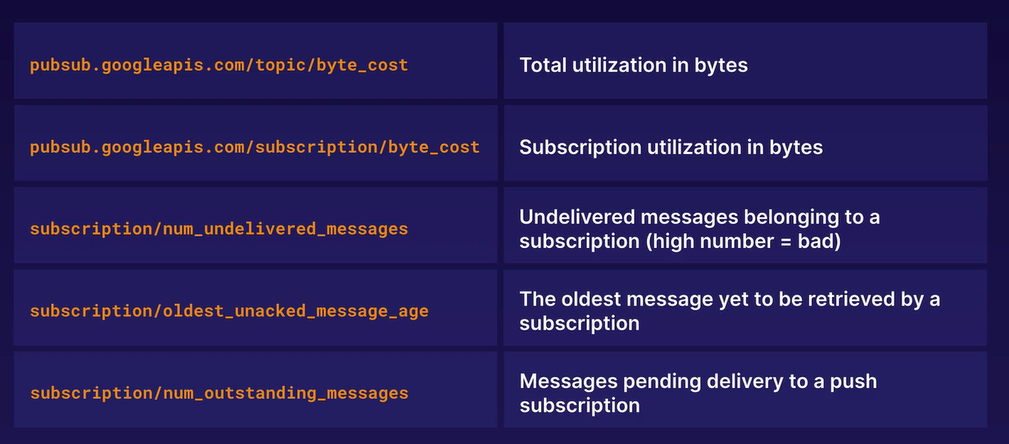 pubsub.googleapis.com/topic/byte_cost
Total utilization in bytes
pubsub.googleapis.com/subscription/byte_cost
Subscription utilization in bytes
subscription/num_undelivered_messages
Undelivered messages belonging to a
subscription (high number = bad)
subscription/oldest_unacked_message_age
The oldest message yet to be retrieved by a
subscription
subscription/num_outstanding_messages
Messages pending delivery to a push
subscription